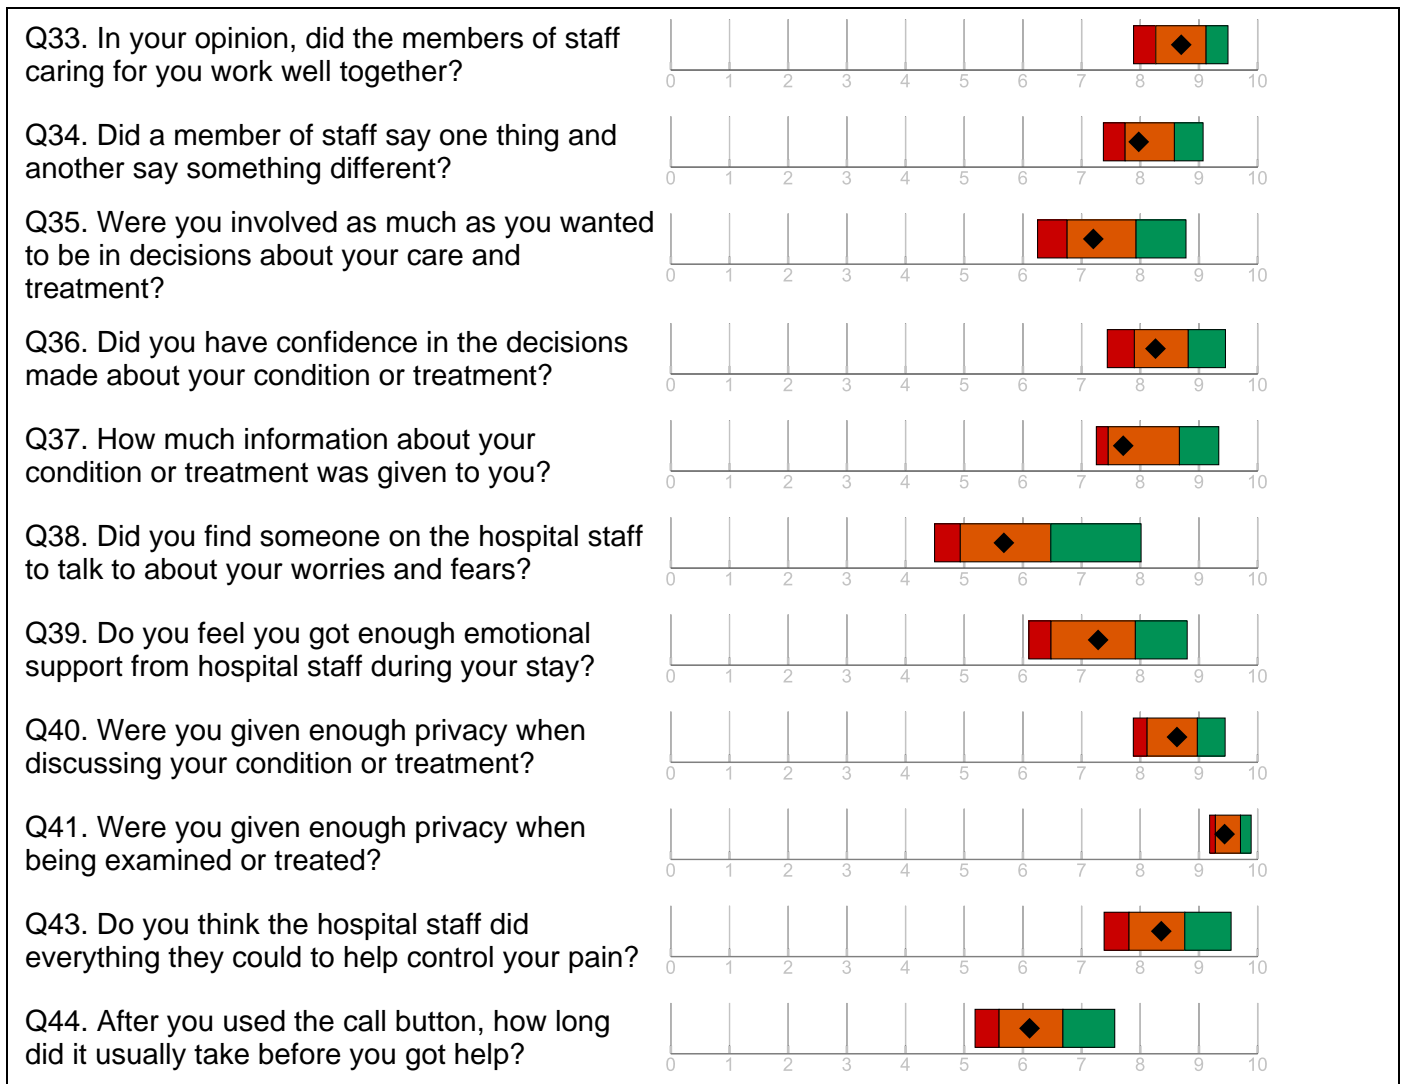 Q33. In your opinion, did the members of staff
caring for you work well together?
0 1 2 3 4 5 6 7 8 9 10
Q34. Did a member of staff say one thing and
another say something different?
0 1 2 3 4 5 6 7 8 9 10
Q35. Were you involved as much as you wanted
to be in decisions about your care and
treatment?
0 1 2 3 4 5 6 7 8 9 10
Q36. Did you have confidence in the decisions
made about your condition or treatment?
0 1 2 3 4 5 6 7 8 9 10
Q37. How much information about your
condition or treatment was given to you?
0 1 2 3 4 5 6 7 8 9 10
Q38. Did you find someone on the hospital staff
to talk to about your worries and fears?
0 1 2 3 4 5 6 7 8 9 10
Q39. Do you feel you got enough emotional
support from hospital staff during your stay?
0 1 2 3 4 5 6 7 8 9 10
Q40. Were you given enough privacy when
discussing your condition or treatment?
0 1 2 3 4 5 6 7 8 9 10
Q41. Were you given enough privacy when
being examined or treated?
0 1 2 3 4 5 6 7 8 9 10
Q43. Do you think the hospital staff did
everything they could to help control your pain?
0 1 2 3 4 5 6 7 8 9 10
Q44. After you used the call button, how long
did it usually take before you got help?
0 1 2 3 4 5 6 7 8 9 10